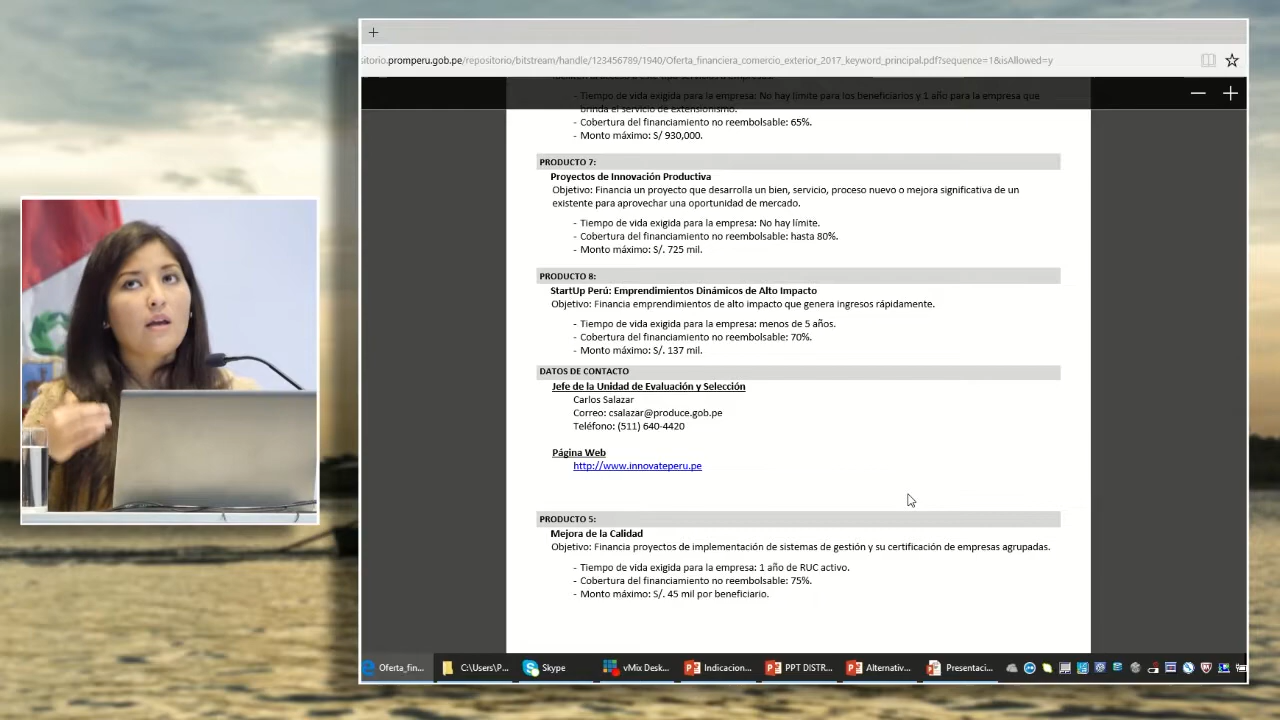 +
itorio.promperu.gob.pe/repositorio/bitstream/handle/123456789/1940/Oferta_financiera_comercio_exterior_2017_keyword_principal.pdf?sequence=1&isAllowed=y
- Tiempo de vida exigida para la empresa: No hay límite para los beneficiarios y 1 año para la empresa que
brinda el servicio de extensionismo.
- Cobertura del financiamiento no reembolsable: 65%.
- Monto máximo: S/ 930,000.
PRODUCTO 7:
Proyectos de Innovación Productiva
Objetivo: Financia un proyecto que desarrolla un bien, servicio, proceso nuevo o mejora significativa de un
existente para aprovechar una oportunidad de mercado.
- Tiempo de vida exigida para la empresa: No hay límite.
- Cobertura del financiamiento no reembolsable: hasta 80%.
- Monto máximo: S/. 725 mil.
PRODUCTO 8:
StartUp Perú: Emprendimientos Dinámicos de Alto Impacto
Objetivo: Financia emprendimientos de alto impacto que genera ingresos rápidamente.
- Tiempo de vida exigida para la empresa: menos de 5 años.
- Cobertura del financiamiento no reembolsable: 70%.
- Monto máximo: S/. 137 mil.
DATOS DE CONTACTO
Jefe de la Unidad de Evaluación y Selección
Carlos Salazar
Correo: csalazar@produce.gob.pe
Teléfono: (511) 640-4420
Página Web
http://www.innovateperu.pe
PRODUCTO 5:
Mejora de la Calidad
Objetivo: Financia proyectos de implementación de sistemas de gestión y su certificación de empresas agrupadas.
- Tiempo de vida exigida para la empresa: 1 año de RUC activo.
- Cobertura del financiamiento no reembolsable: 75%.
- Monto máximo: S/. 45 mil por beneficiario.
Oferta_fin... C:\Users\P... Skype vMix Desk... Indicacion... PPT DISTR... Alternativ... Presentaci...